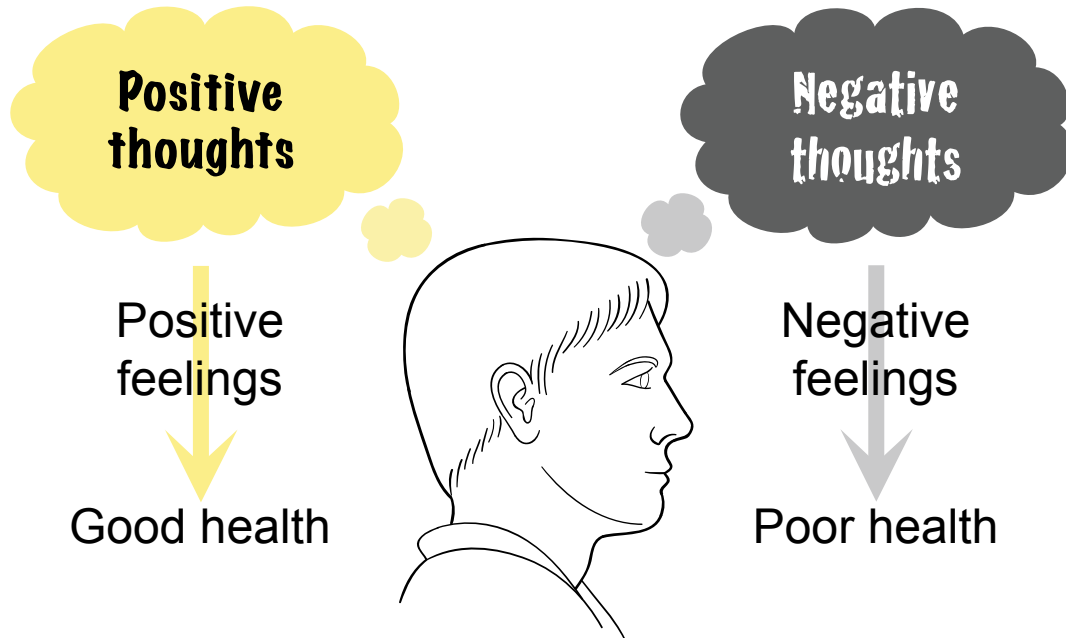 Positive
thoughts
Positive
feelings
Good health
Negative
thoughts
Negative
feelings
Poor health